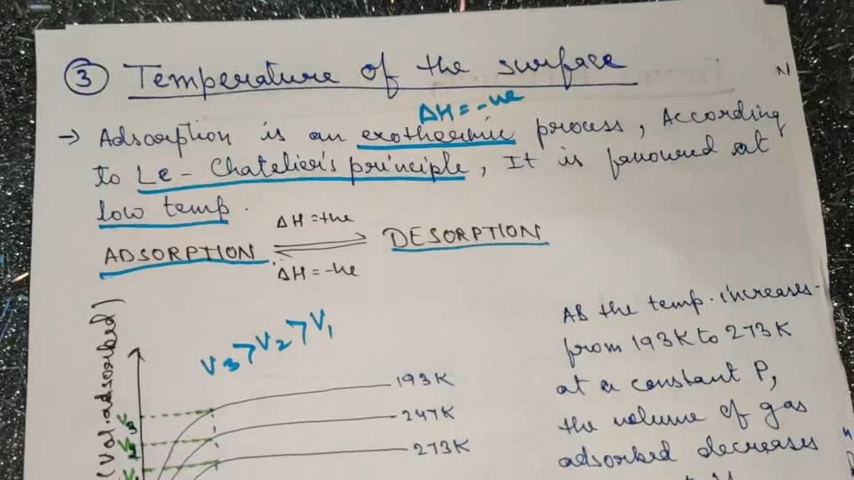 ③ Temperature of the surface
ΔH = -ve
→ Adsorption is an exothermic process, According
to Le-Chatelier's principle, It is favoured at
low temp.
ΔH = +ve
ADSORPTION ⇌ DESORPTION
ΔH = -ve
V3 > V2 > V1
(Vol. adsorbed)
193K
247K
273K
V3
V2
As the temp. increases
from 193K to 273K
at a constant P,
the volume of gas
adsorbed decreases